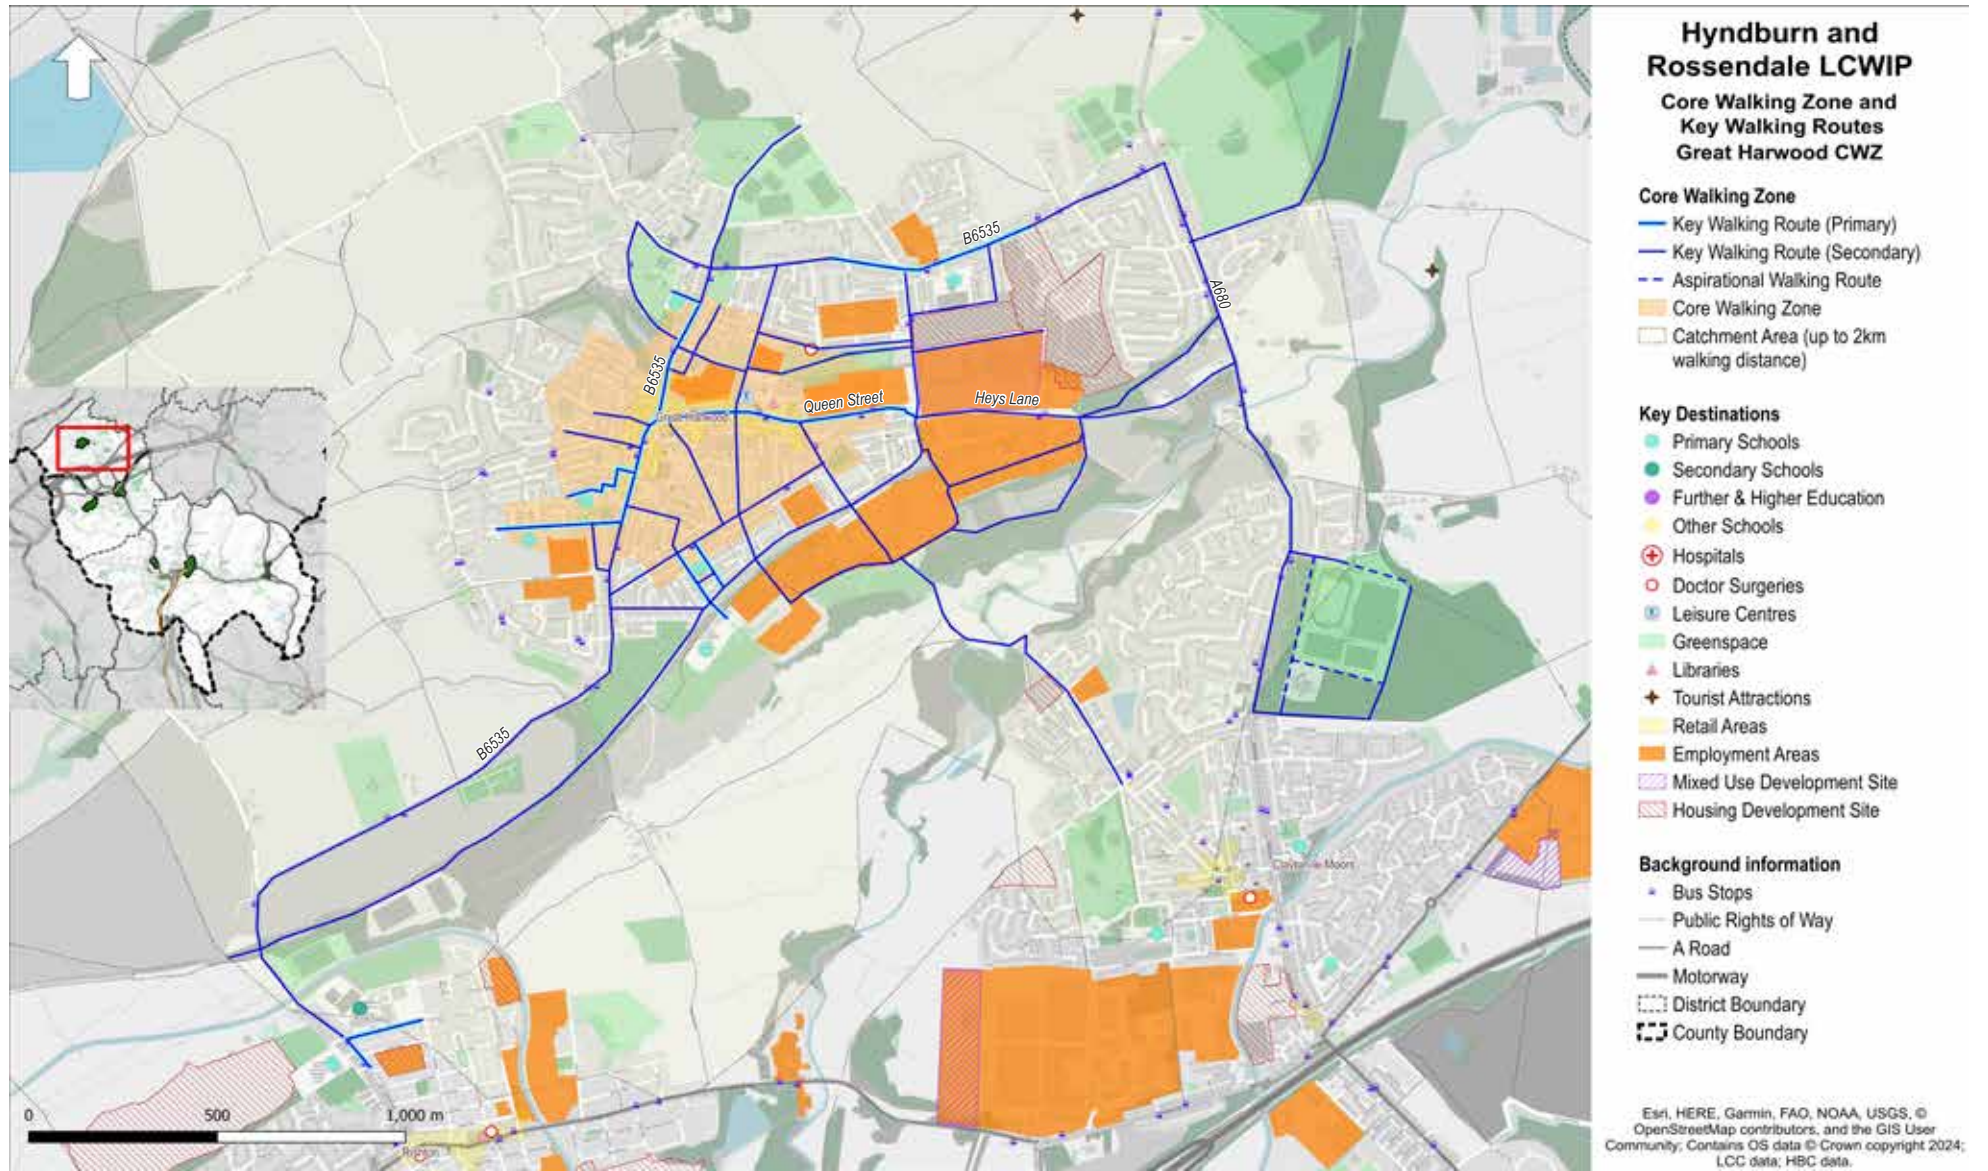 Hyndburn and
Rossendale LCWIP
Core Walking Zone and
Key Walking Routes
Great Harwood CWZ
Core Walking Zone
Key Walking Route (Primary)
Key Walking Route (Secondary)
Aspirational Walking Route
Core Walking Zone
Catchment Area (up to 2km
walking distance)
Key Destinations
Primary Schools
Secondary Schools
Further & Higher Education
Other Schools
Hospitals
Doctor Surgeries
Leisure Centres
Greenspace
Libraries
Tourist Attractions
Retail Areas
Employment Areas
Mixed Use Development Site
Housing Development Site
Background information
Bus Stops
Public Rights of Way
A Road
Motorway
District Boundary
County Boundary
Esri, HERE, Garmin, FAO, NOAA, USGS, ©
OpenStreetMap contributors, and the GIS User
Community; Contains OS data © Crown copyright 2024;
LCC data; HBC data.
B6535
A680
B6535
Queen Street
Heys Lane
Great Harwood
B6535
Clayton-le-Moors
Rishton
0 500 1,000 m